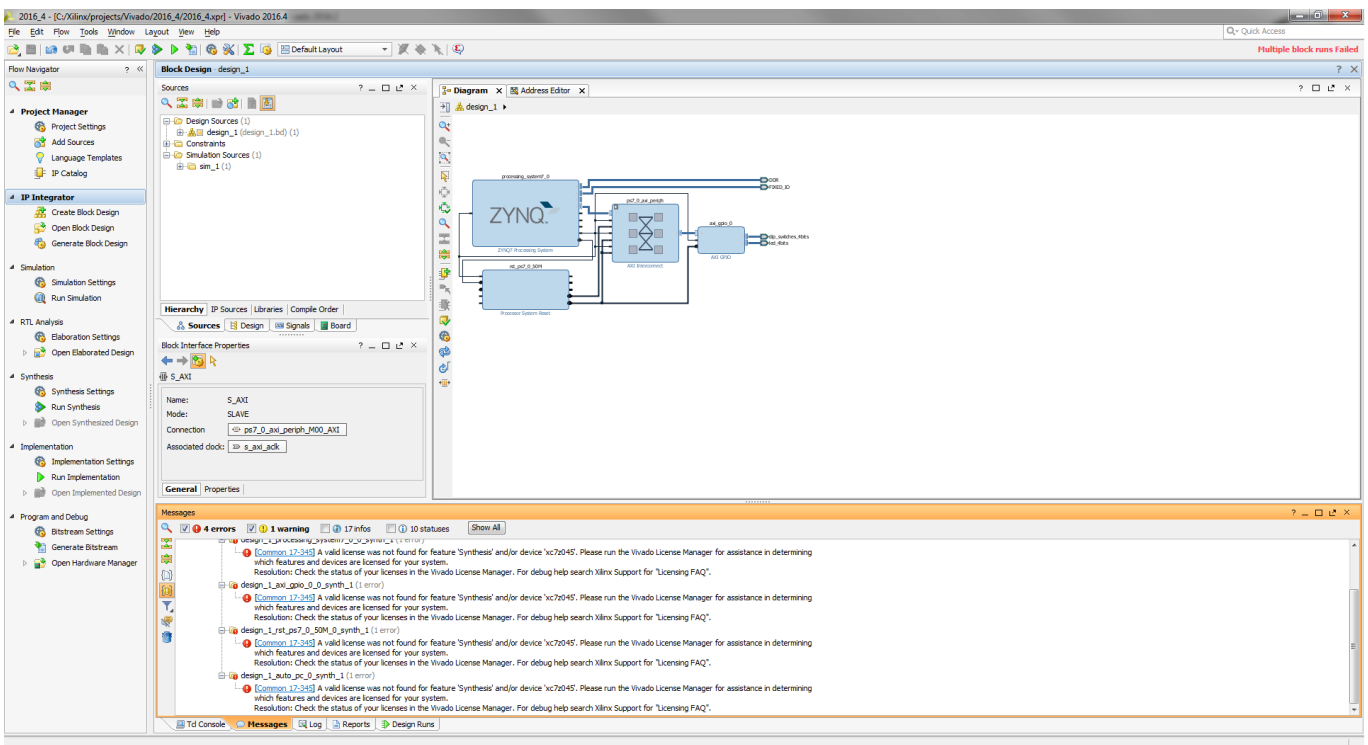 2016_4 - [C:/Xilinx/projects/Vivado/2016_4/2016_4.xpr] - Vivado 2016.4
File Edit Flow Tools Window Layout View Help
Q- Quick Access
Default Layout
Multiple block runs Failed
Flow Navigator
Project Manager
Project Settings
Add Sources
Language Templates
IP Catalog
IP Integrator
Create Block Design
Open Block Design
Generate Block Design
Simulation
Simulation Settings
Run Simulation
RTL Analysis
Elaboration Settings
Open Elaborated Design
Synthesis
Synthesis Settings
Run Synthesis
Open Synthesized Design
Implementation
Implementation Settings
Run Implementation
Open Implemented Design
Program and Debug
Bitstream Settings
Generate Bitstream
Open Hardware Manager
Block Design - design_1
Sources
Design Sources (1)
design_1 (design_1.bd) (1)
Constraints
Simulation Sources (1)
sim_1 (1)
Hierarchy IP Sources Libraries Compile Order
Sources Design Signals Board
Block Interface Properties
S_AXI
Name: S_AXI
Mode: SLAVE
Connection ps7_0_axi_periph_M00_AXI
Associated clock: s_axi_aclk
General Properties
Diagram Address Editor
design_1
processing_system7_0
ZYNQ
ZYNQ7 Processing System
rst_ps7_0_50M
Processor System Reset
ps7_0_axi_periph
AXI Interconnect
axi_gpio_0
AXI GPIO
DDR
FIXED_IO
dip_switches_4bits
led_4bits
Messages
4 errors 1 warning 17 infos 10 statuses Show All
design_1_processing_system7_0_0_synth_1 (1 error)
[Common 17-345] A valid license was not found for feature 'Synthesis' and/or device 'xc7z045'. Please run the Vivado License Manager for assistance in determining
which features and devices are licensed for your system.
Resolution: Check the status of your licenses in the Vivado License Manager. For debug help search Xilinx Support for "Licensing FAQ".
design_1_axi_gpio_0_0_synth_1 (1 error)
[Common 17-345] A valid license was not found for feature 'Synthesis' and/or device 'xc7z045'. Please run the Vivado License Manager for assistance in determining
which features and devices are licensed for your system.
Resolution: Check the status of your licenses in the Vivado License Manager. For debug help search Xilinx Support for "Licensing FAQ".
design_1_rst_ps7_0_50M_0_synth_1 (1 error)
[Common 17-345] A valid license was not found for feature 'Synthesis' and/or device 'xc7z045'. Please run the Vivado License Manager for assistance in determining
which features and devices are licensed for your system.
Resolution: Check the status of your licenses in the Vivado License Manager. For debug help search Xilinx Support for "Licensing FAQ".
design_1_auto_pc_0_synth_1 (1 error)
[Common 17-345] A valid license was not found for feature 'Synthesis' and/or device 'xc7z045'. Please run the Vivado License Manager for assistance in determining
which features and devices are licensed for your system.
Resolution: Check the status of your licenses in the Vivado License Manager. For debug help search Xilinx Support for "Licensing FAQ".
Tcl Console Messages Log Reports Design Runs